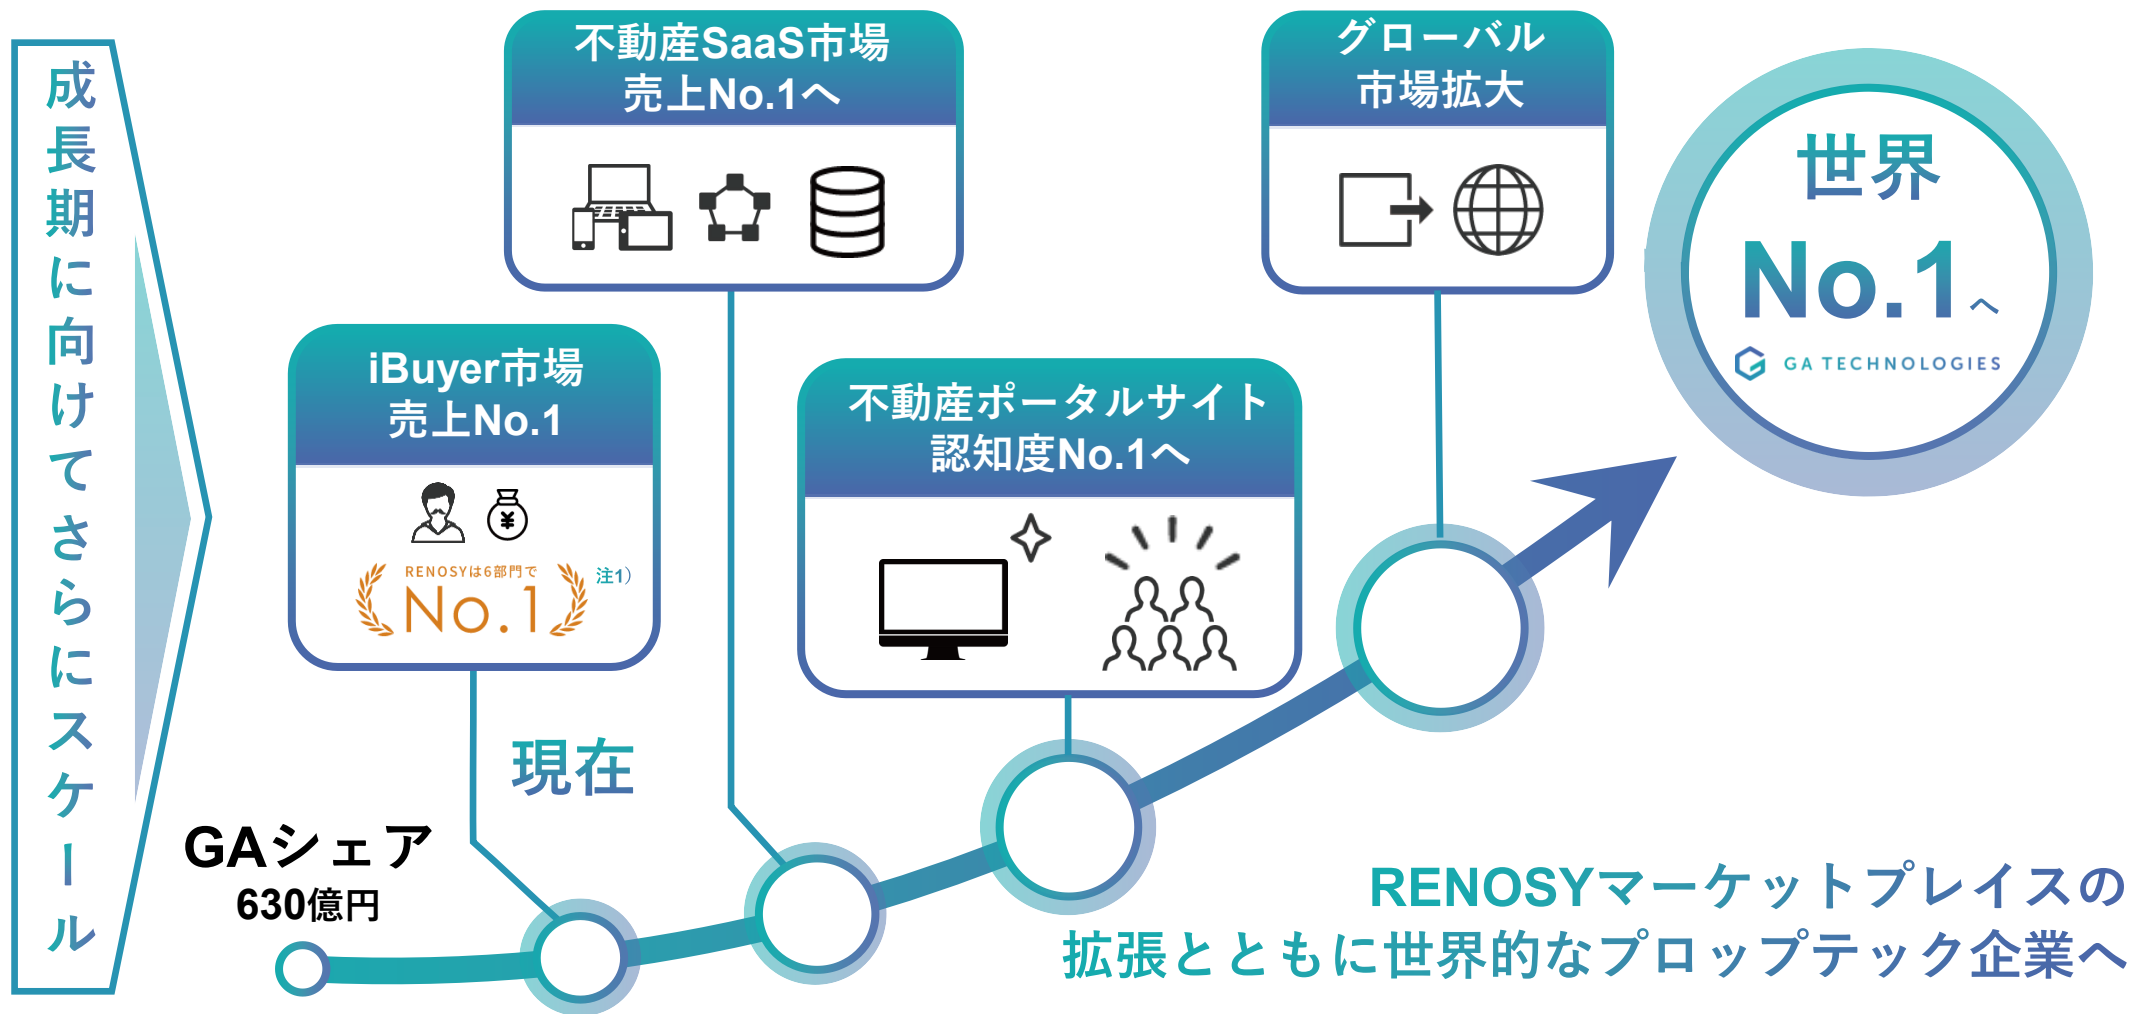 成長期に向けてさらにスケール
不動産SaaS市場
売上No.1へ
グローバル
市場拡大
世界
No.1へ
GA TECHNOLOGIES
iBuyer市場
売上No.1
RENOSYは6部門で
No.1
注1）
不動産ポータルサイト
認知度No.1へ
現在
GAシェア
630億円
RENOSYマーケットプレイスの
拡張とともに世界的なプロップテック企業へ